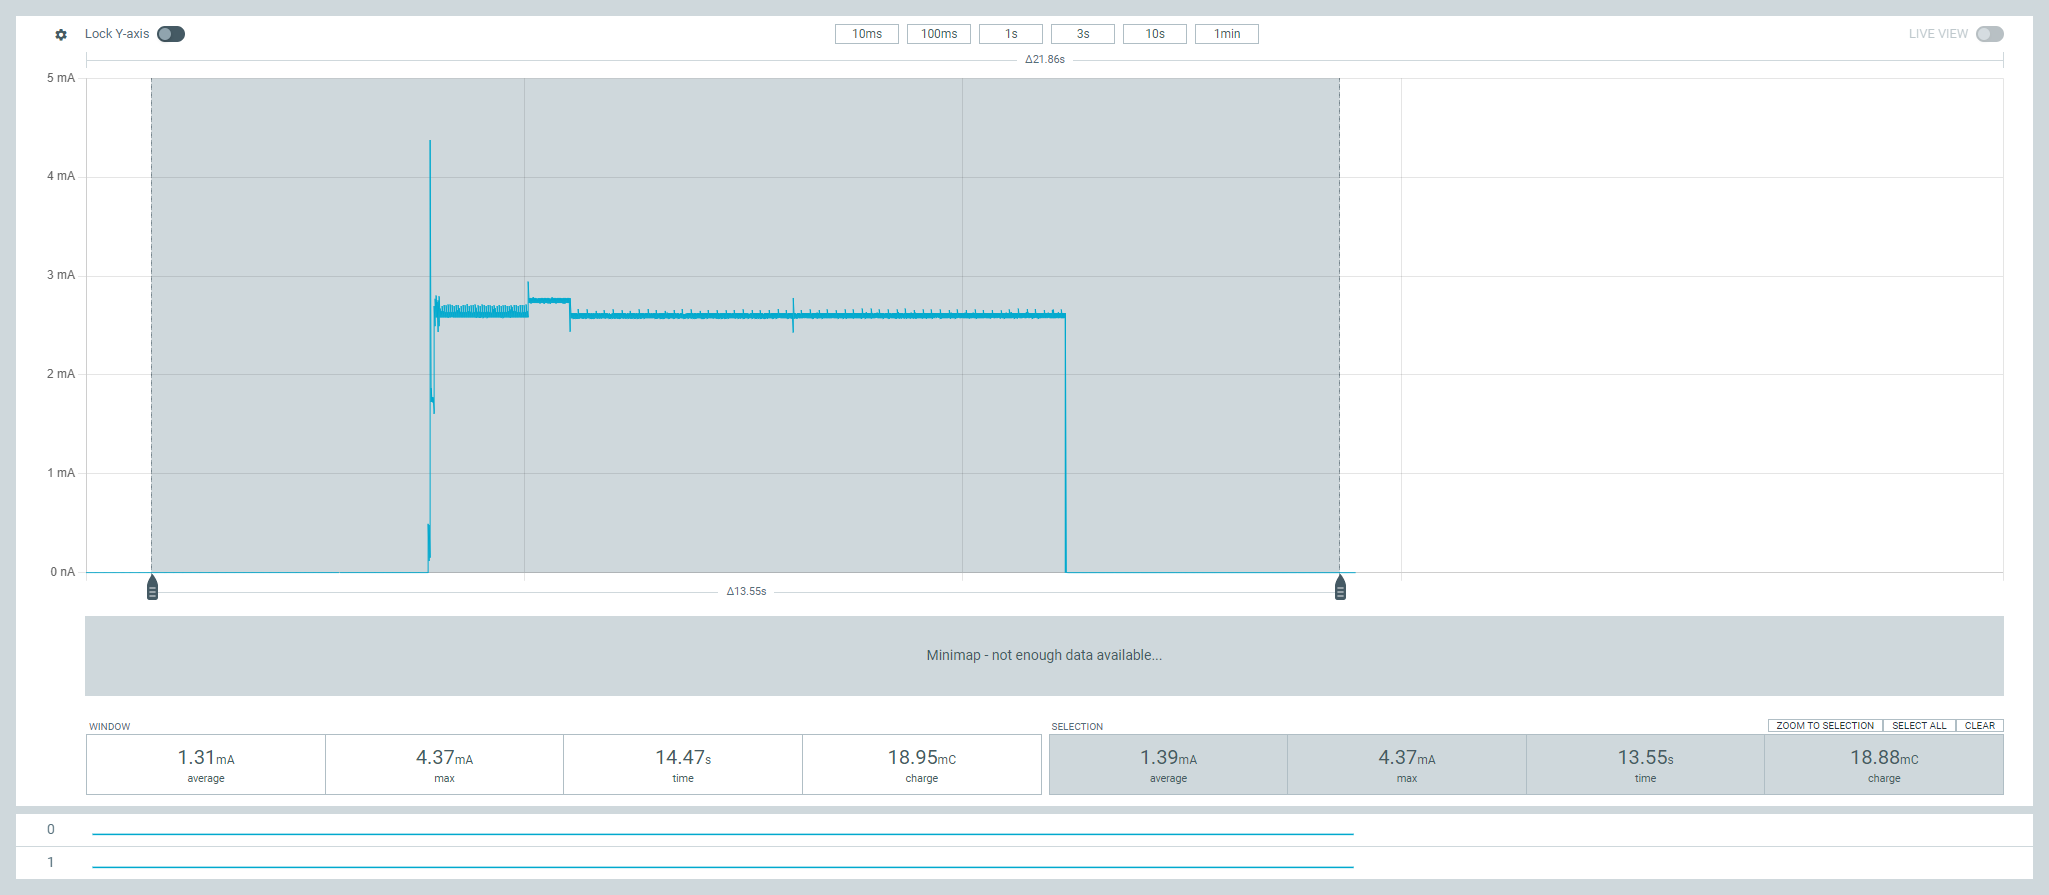 Lock Y-axis 10ms 100ms 1s 3s 10s 1min LIVE VIEW
Δ21.86s
5 mA
4 mA
3 mA
2 mA
1 mA
0 nA
Δ13.55s
Minimap - not enough data available...
WINDOW SELECTION ZOOM TO SELECTION SELECT ALL CLEAR
1.31mA 4.37mA 14.47s 18.95mC 1.39mA 4.37mA 13.55s 18.88mC
average max time charge average max time charge
0
1